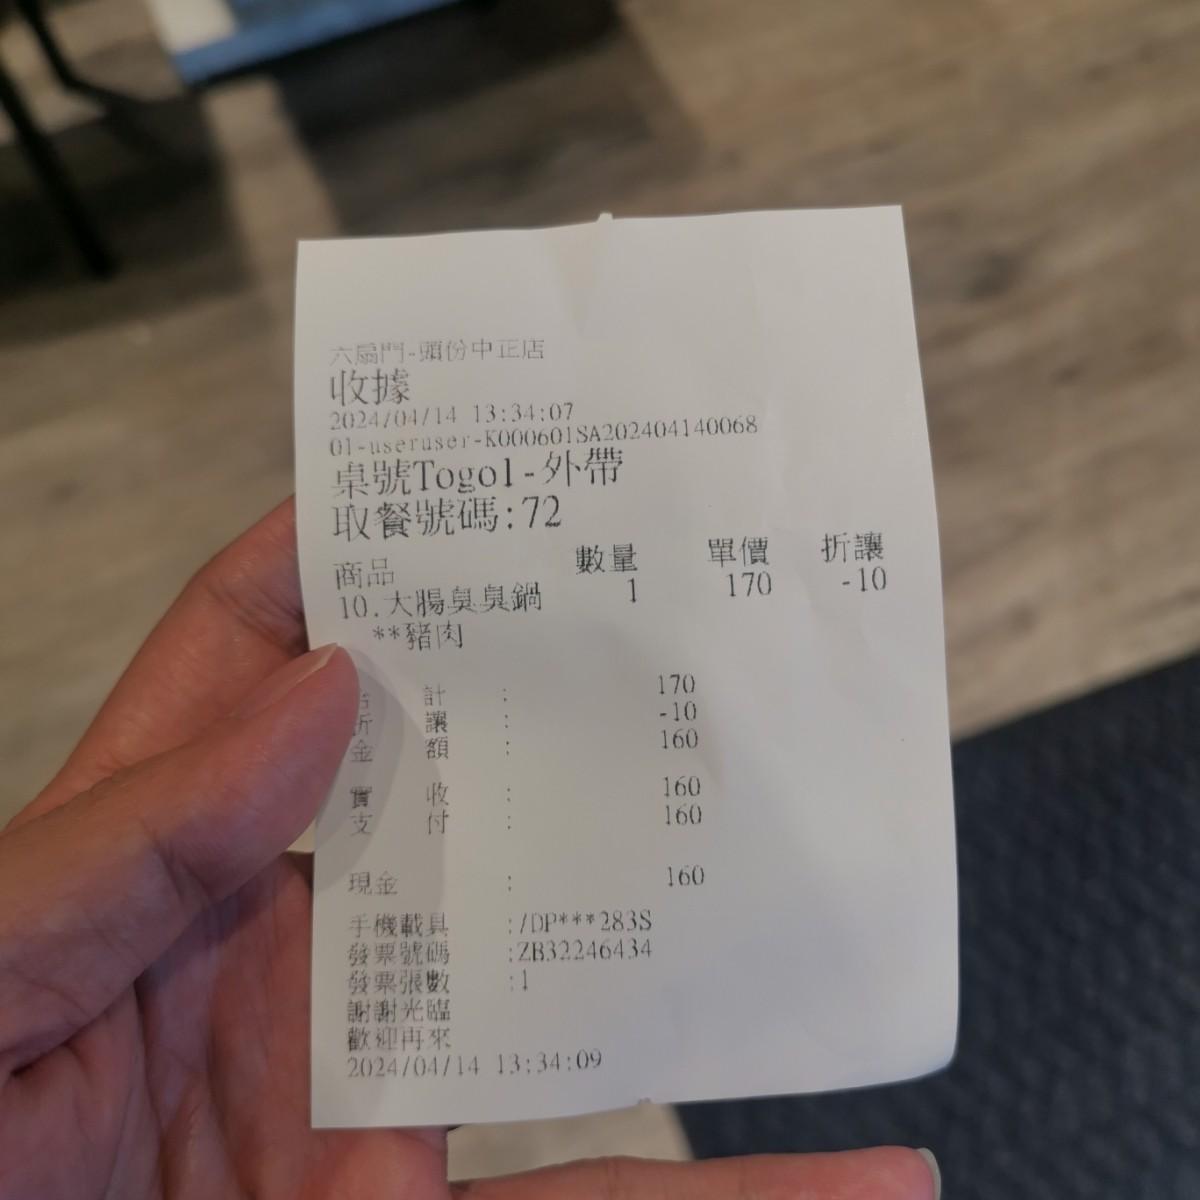 六扇門-頭份中正店
收據
2024/04/14 13:34:07
01-useruser-K000601SA202404140068
桌號Togo1-外帶
取餐號碼:72
商品 數量 單價 折讓
10.大腸臭臭鍋 1 170 -10
**豬肉
計 : 170
折 讓 : -10
金 額 : 160
實 收 : 160
支 付 : 160
現金 : 160
手機載具 :/DP***283S
發票號碼 :ZB32246434
發票張數 :1
謝謝光臨
歡迎再來
2024/04/14 13:34:09